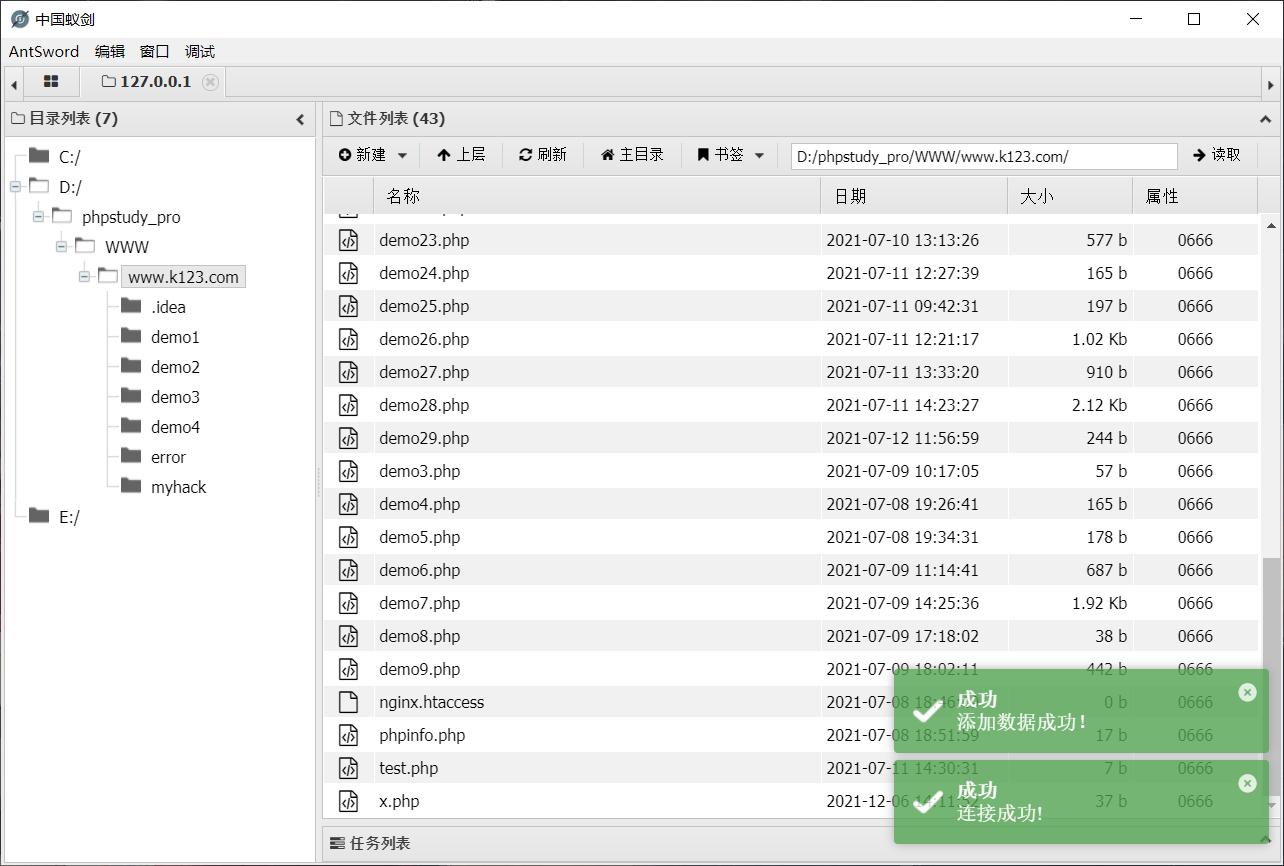 中国蚁剑
AntSword 编辑 窗口 调试
127.0.0.1
目录列表 (7)
C:/
D:/
phpstudy_pro
WWW
www.k123.com
.idea
demo1
demo2
demo3
demo4
error
myhack
E:/
文件列表 (43)
新建 上层 刷新 主目录 书签 D:/phpstudy_pro/WWW/www.k123.com/ 读取
名称 日期 大小 属性
demo23.php 2021-07-10 13:13:26 577 b 0666
demo24.php 2021-07-11 12:27:39 165 b 0666
demo25.php 2021-07-11 09:42:31 197 b 0666
demo26.php 2021-07-11 12:21:17 1.02 Kb 0666
demo27.php 2021-07-11 13:33:20 910 b 0666
demo28.php 2021-07-11 14:23:27 2.12 Kb 0666
demo29.php 2021-07-12 11:56:59 244 b 0666
demo3.php 2021-07-09 10:17:05 57 b 0666
demo4.php 2021-07-08 19:26:41 165 b 0666
demo5.php 2021-07-08 19:34:31 178 b 0666
demo6.php 2021-07-09 11:14:41 687 b 0666
demo7.php 2021-07-09 14:25:36 1.92 Kb 0666
demo8.php 2021-07-09 17:18:02 38 b 0666
demo9.php 2021-07-09 18:02:11 442 b 0666
nginx.htaccess 2021-07-08 0 b 0666
phpinfo.php 2021-07-08 18:51:59 17 b 0666
test.php 2021-07-11 14:30:31 7 b 0666
x.php 2021-12-06 37 b 0666
成功
添加数据成功！
成功
连接成功!
任务列表